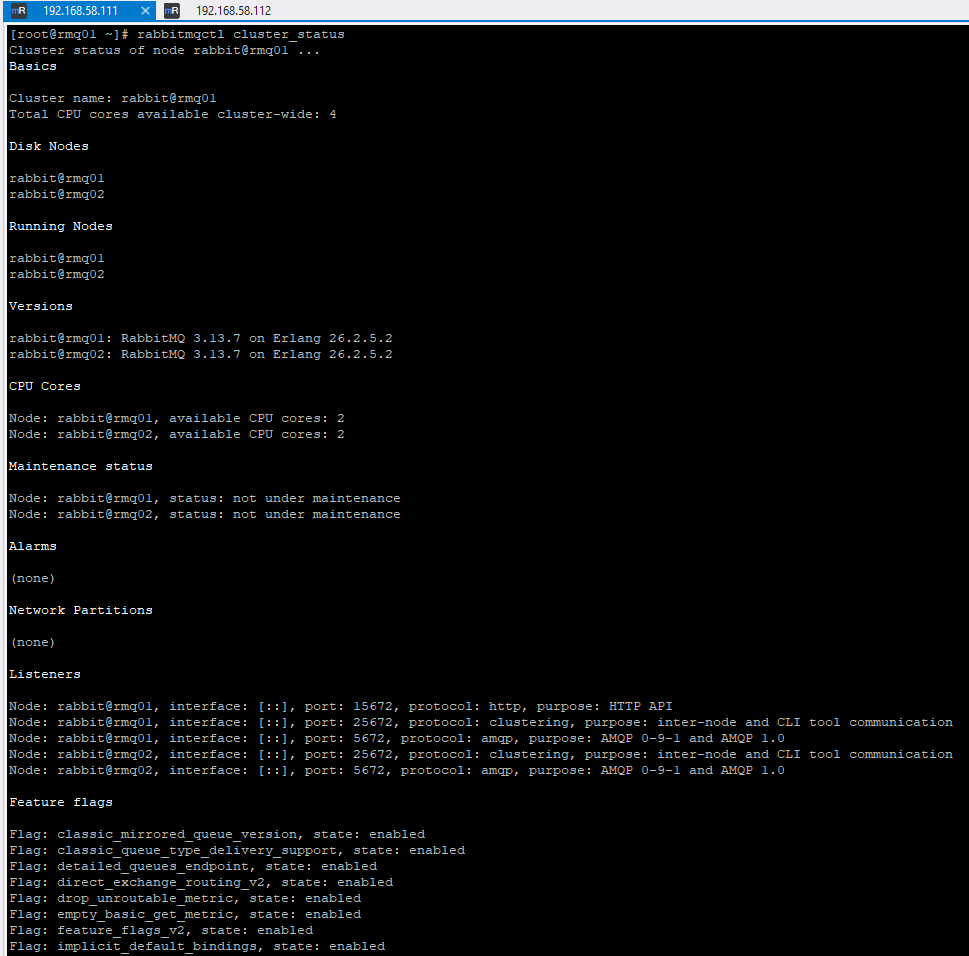 mR 192.168.58.111 × mR 192.168.58.112
[root@rmq01 ~]# rabbitmqctl cluster_status
Cluster status of node rabbit@rmq01 ...
Basics
Cluster name: rabbit@rmq01
Total CPU cores available cluster-wide: 4
Disk Nodes
rabbit@rmq01
rabbit@rmq02
Running Nodes
rabbit@rmq01
rabbit@rmq02
Versions
rabbit@rmq01: RabbitMQ 3.13.7 on Erlang 26.2.5.2
rabbit@rmq02: RabbitMQ 3.13.7 on Erlang 26.2.5.2
CPU Cores
Node: rabbit@rmq01, available CPU cores: 2
Node: rabbit@rmq02, available CPU cores: 2
Maintenance status
Node: rabbit@rmq01, status: not under maintenance
Node: rabbit@rmq02, status: not under maintenance
Alarms
(none)
Network Partitions
(none)
Listeners
Node: rabbit@rmq01, interface: [::], port: 15672, protocol: http, purpose: HTTP API
Node: rabbit@rmq01, interface: [::], port: 25672, protocol: clustering, purpose: inter-node and CLI tool communication
Node: rabbit@rmq01, interface: [::], port: 5672, protocol: amqp, purpose: AMQP 0-9-1 and AMQP 1.0
Node: rabbit@rmq02, interface: [::], port: 25672, protocol: clustering, purpose: inter-node and CLI tool communication
Node: rabbit@rmq02, interface: [::], port: 5672, protocol: amqp, purpose: AMQP 0-9-1 and AMQP 1.0
Feature flags
Flag: classic_mirrored_queue_version, state: enabled
Flag: classic_queue_type_delivery_support, state: enabled
Flag: detailed_queues_endpoint, state: enabled
Flag: direct_exchange_routing_v2, state: enabled
Flag: drop_unroutable_metric, state: enabled
Flag: empty_basic_get_metric, state: enabled
Flag: feature_flags_v2, state: enabled
Flag: implicit_default_bindings, state: enabled